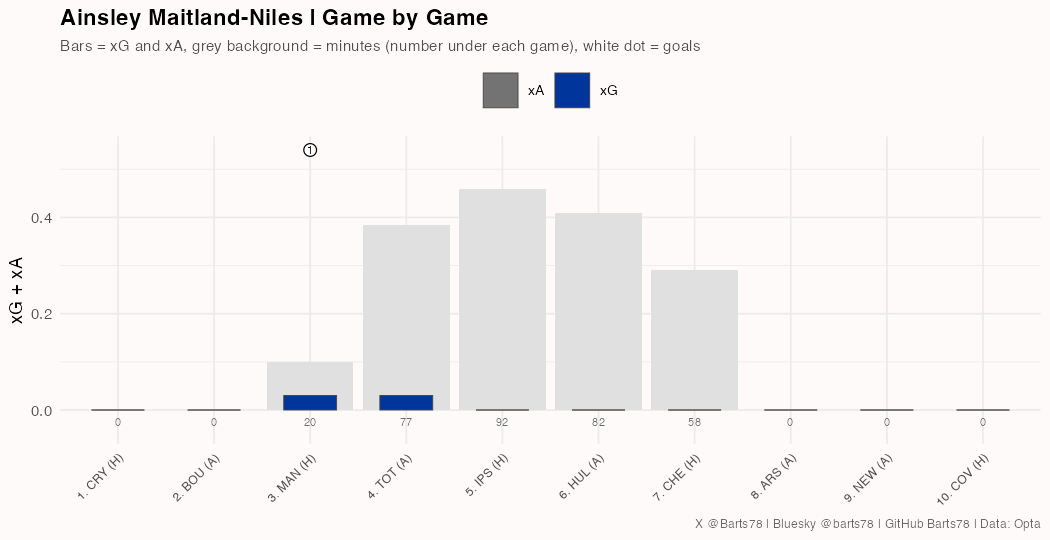 Ainsley Maitland-Niles | Game by Game
Bars = xG and xA, grey background = minutes (number under each game), white dot = goals
xA xG
1
0.4
0.2
0.0
xG + xA
0 0 20 77 92 82 58 0 0 0
1. CRY (H) 2. BOU (A) 3. MAN (H) 4. TOT (A) 5. IPS (H) 6. HUL (A) 7. CHE (H) 8. ARS (A) 9. NEW (A) 10. COV (H)
X @Barts78 | Bluesky @barts78 | GitHub Barts78 | Data: Opta